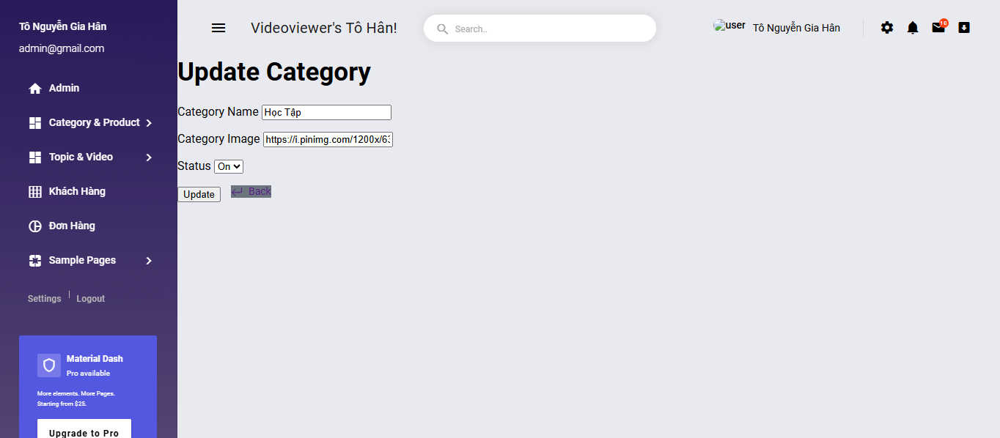 Tô Nguyễn Gia Hân
admin@gmail.com
Admin
Category & Product
Topic & Video
Khách Hàng
Đơn Hàng
Sample Pages
Settings
Logout
Material Dash
Pro available
More elements. More Pages.
Starting from $25.
Upgrade to Pro
Videoviewer's Tô Hân!
Search..
user
Tô Nguyễn Gia Hân
10
Update Category
Category Name Học Tập
Category Image https://i.pinimg.com/1200x/63
Status On
Update
Back